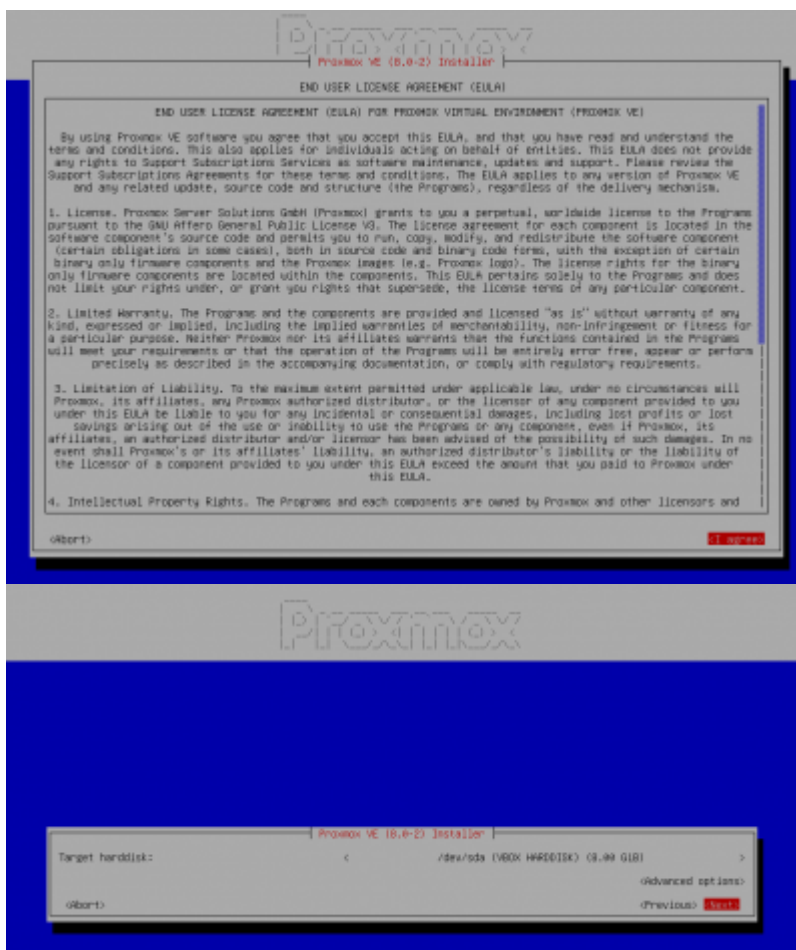 Proxmox
Proxmox VE (8.0-2) Installer
END USER LICENSE AGREEMENT (EULA)
END USER LICENSE AGREEMENT (EULA) FOR PROXMOX VIRTUAL ENVIRONMENT (PROXMOX VE)
By using Proxmox VE software you agree that you accept this EULA, and that you have read and understand the
terms and conditions. This also applies for individuals acting on behalf of entities. This EULA does not provide
any rights to Support Subscriptions Services as software maintenance, updates and support. Please review the
Support Subscriptions Agreements for these terms and conditions. The EULA applies to any version of Proxmox VE
and any related update, source code and structure (the Programs), regardless of the delivery mechanism.
1. License. Proxmox Server Solutions GmbH (Proxmox) grants to you a perpetual, worldwide license to the Programs
pursuant to the GNU Affero General Public License V3. The license agreement for each component is located in the
software component's source code and permits you to run, copy, modify, and redistribute the software component
(certain obligations in some cases), both in source code and binary code forms, with the exception of certain
binary only firmware components and the Proxmox images (e.g. Proxmox logo). The license rights for the binary
only firmware components are located within the components. This EULA pertains solely to the Programs and does
not limit your rights under, or grant you rights that supersede, the license terms of any particular component.
2. Limited Warranty. The Programs and the components are provided and licensed "as is" without warranty of any
kind, expressed or implied, including the implied warranties of merchantability, non-infringement or fitness for
a particular purpose. Neither Proxmox nor its affiliates warrants that the functions contained in the Programs
will meet your requirements or that the operation of the Programs will be entirely error free, appear or perform
precisely as described in the accompanying documentation, or comply with regulatory requirements.
3. Limitation of Liability. To the maximum extent permitted under applicable law, under no circumstances will
Proxmox, its affiliates, any Proxmox authorized distributor, or the licensor of any component provided to you
under this EULA be liable to you for any incidental or consequential damages, including lost profits or lost
savings arising out of the use or inability to use the Programs or any component, even if Proxmox, its
affiliates, an authorized distributor and/or licensor has been advised of the possibility of such damages. In no
event shall Proxmox's or its affiliates' liability, an authorized distributor's liability or the liability of
the licensor of a component provided to you under this EULA exceed the amount that you paid to Proxmox under
this EULA.
4. Intellectual Property Rights. The Programs and each components are owned by Proxmox and other licensors and
<Abort> <I agree>
Proxmox
Proxmox VE (8.0-2) Installer
Target harddisk: < /dev/sda (VBOX HARDDISK) (8.00 GiB) >
<Advanced options>
<Abort> <Previous> <Next>